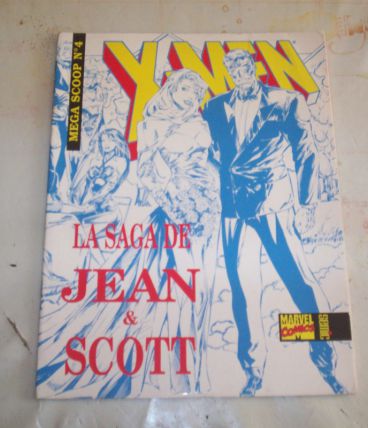 MEGA SCOOP N°4
X-MEN
LA SAGA DE
JEAN
&
SCOTT
MARVEL
COMICS